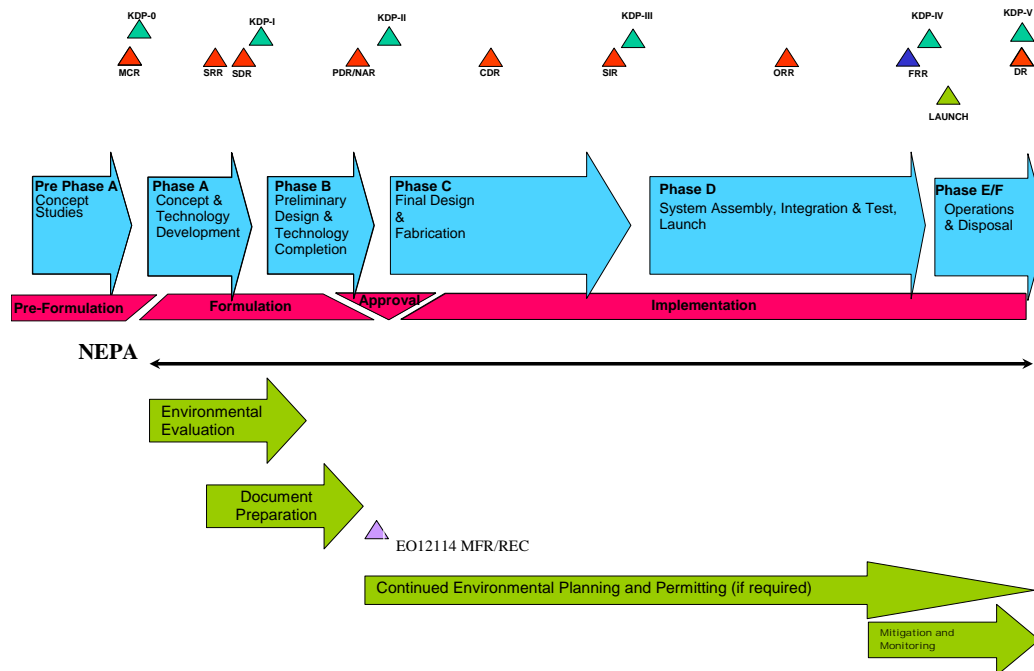 KDP-0
KDP-I
KDP-II
KDP-III
KDP-IV
KDP-V
MCR
SRR
SDR
PDR/NAR
CDR
SIR
ORR
FRR
DR
LAUNCH
Pre Phase A
Concept
Studies
Phase A
Concept &
Technology
Development
Phase B
Preliminary
Design &
Technology
Completion
Phase C
Final Design
&
Fabrication
Phase D
System Assembly, Integration & Test,
Launch
Phase E/F
Operations
& Disposal
Pre-Formulation
Formulation
Approval
Implementation
NEPA
Environmental
Evaluation
Document
Preparation
EO12114 MFR/REC
Continued Environmental Planning and Permitting (if required)
Mitigation and
Monitoring